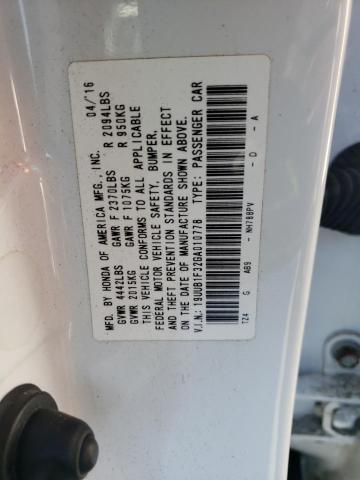 MFD. BY HONDA OF AMERICA MFG., INC. 04/'16
GVWR 4442LBS GAWR F 2370LBS R 2094LBS
GVWR 2015KG GAWR F 1075KG R 950KG
THIS VEHICLE CONFORMS TO ALL APPLICABLE
FEDERAL MOTOR VEHICLE SAFETY, BUMPER,
AND THEFT PREVENTION STANDARDS IN EFFECT
ON THE DATE OF MANUFACTURE SHOWN ABOVE.
V.I.N.: 19UUB1F32GA010778 TYPE: PASSENGER CAR
TZ4 G AB9 - NH788PV - D - A